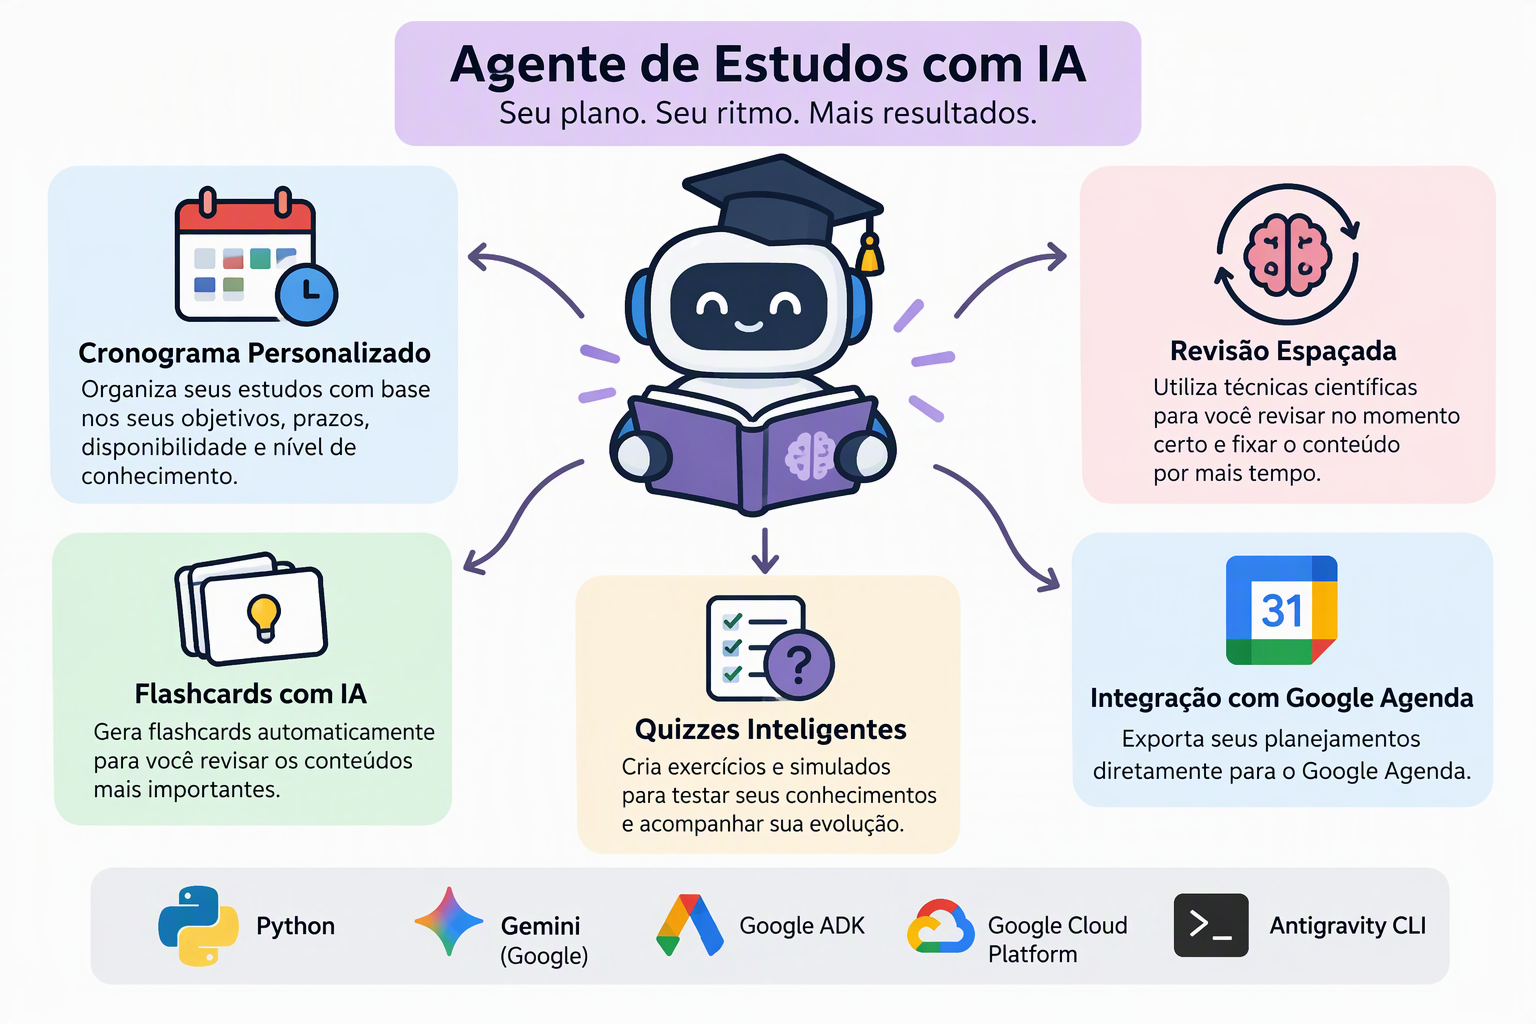 Agente de Estudos com IA
Seu plano. Seu ritmo. Mais resultados.
Cronograma Personalizado
Organiza seus estudos com base
nos seus objetivos, prazos,
disponibilidade e nível de
conhecimento.
Revisão Espaçada
Utiliza técnicas científicas
para você revisar no momento
certo e fixar o conteúdo
por mais tempo.
Flashcards com IA
Gera flashcards automaticamente
para você revisar os conteúdos
mais importantes.
?
Quizzes Inteligentes
Cria exercícios e simulados
para testar seus conhecimentos
e acompanhar sua evolução.
31
Integração com Google Agenda
Exporta seus planejamentos
diretamente para o Google Agenda.
Python
Gemini
(Google)
Google ADK
Google Cloud
Platform
>_
Antigravity CLI